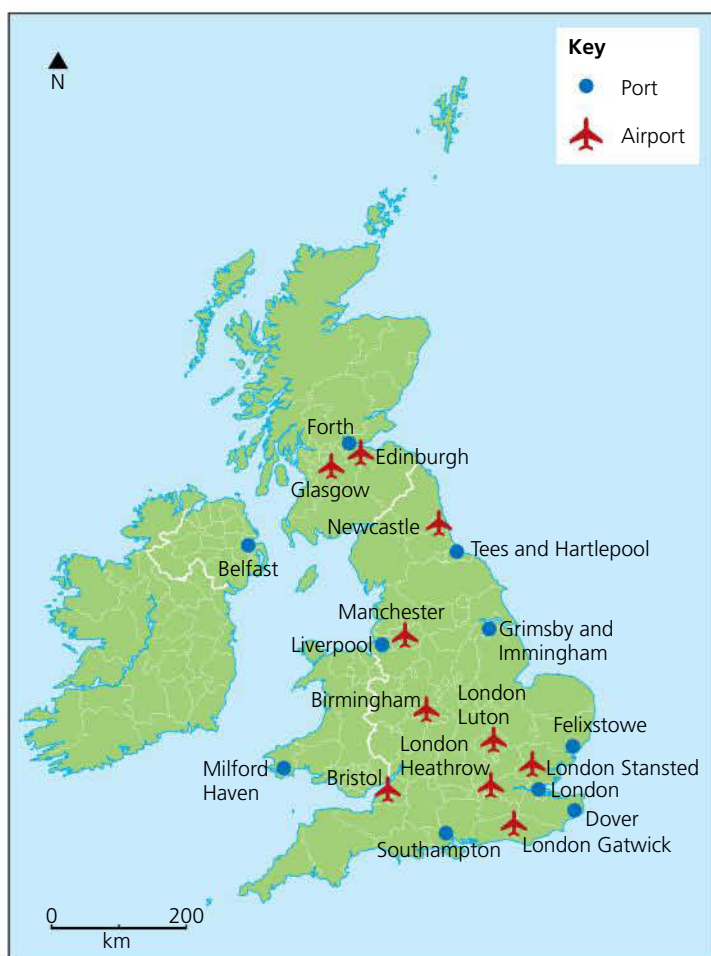 Key
N
Port
Airport
Forth
Edinburgh
Glasgow
Newcastle
Tees and Hartlepool
Belfast
Manchester
Liverpool
Grimsby and
Immingham
Birmingham
London
Luton
Felixstowe
London
Heathrow
Milford
Haven
Bristol
London Stansted
London
Dover
Southampton
London Gatwick
0 200
km